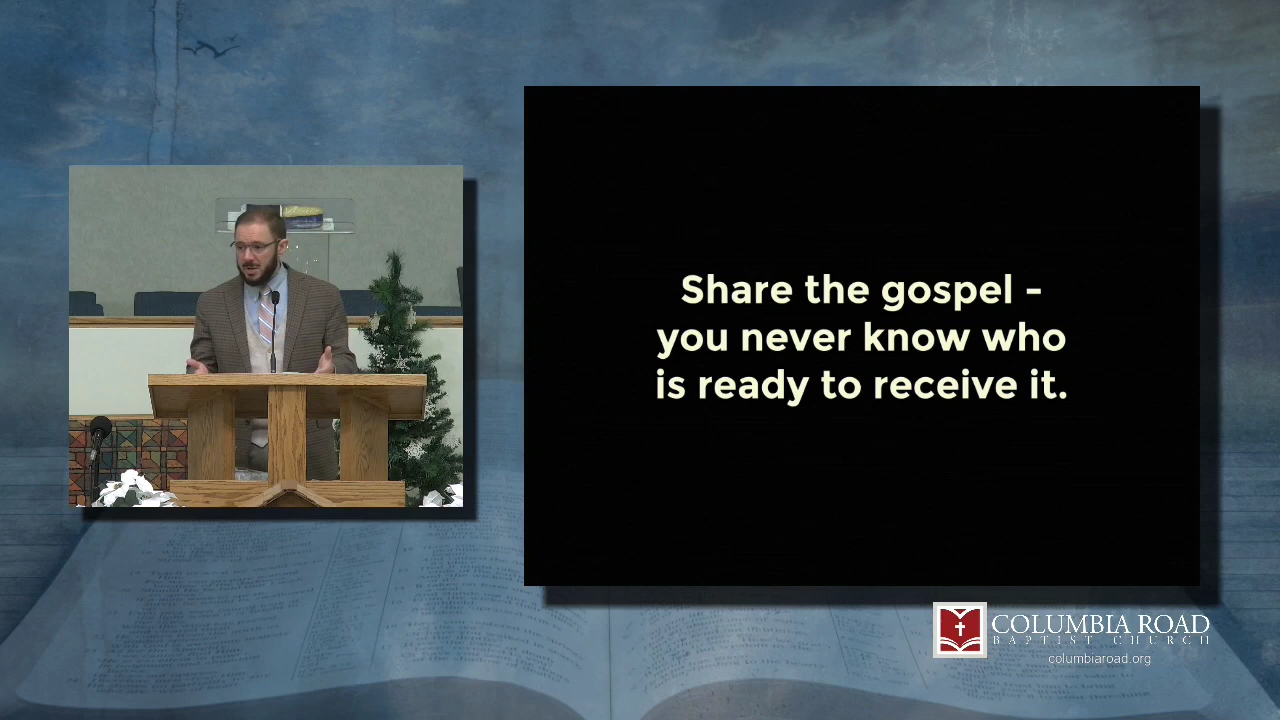 Share the gospel -
you never know who
is ready to receive it.
COLUMBIA ROAD
BAPTIST CHURCH
columbiaroad.org